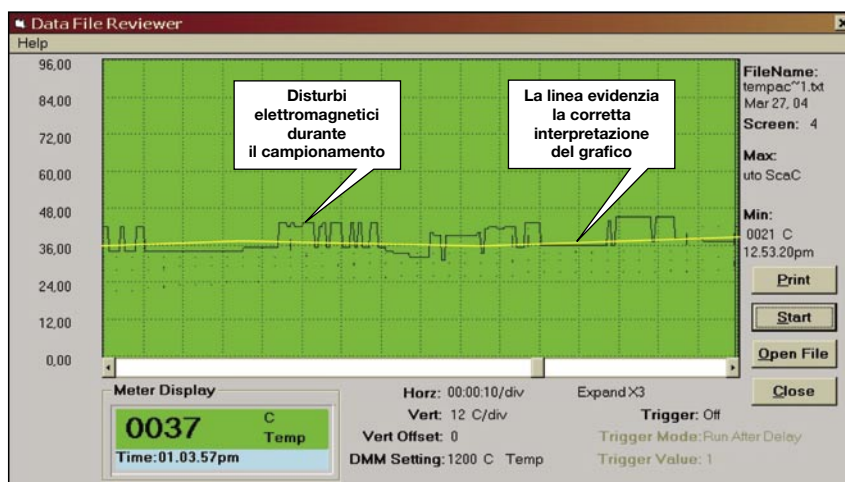 Data File Reviewer
Help
96,00
84,00
72,00
60,00
48,00
36,00
24,00
12,00
0,00
Disturbi
elettromagnetici
durante
il campionamento
La linea evidenzia
la corretta
interpretazione
del grafico
FileName:
tempac~1.txt
Mar 27, 04
Screen: 4
Max:
uto ScaC
Min:
0021 C
12.53.20pm
Print
Start
Open File
Close
Meter Display
0037 C
Temp
Time:01.03.57pm
Horz: 00:00:10/div Expand X3
Vert: 12 C/div Trigger: Off
Vert Offset: 0 Trigger Mode:Run After Delay
DMM Setting:1200 C Temp Trigger Value: 1